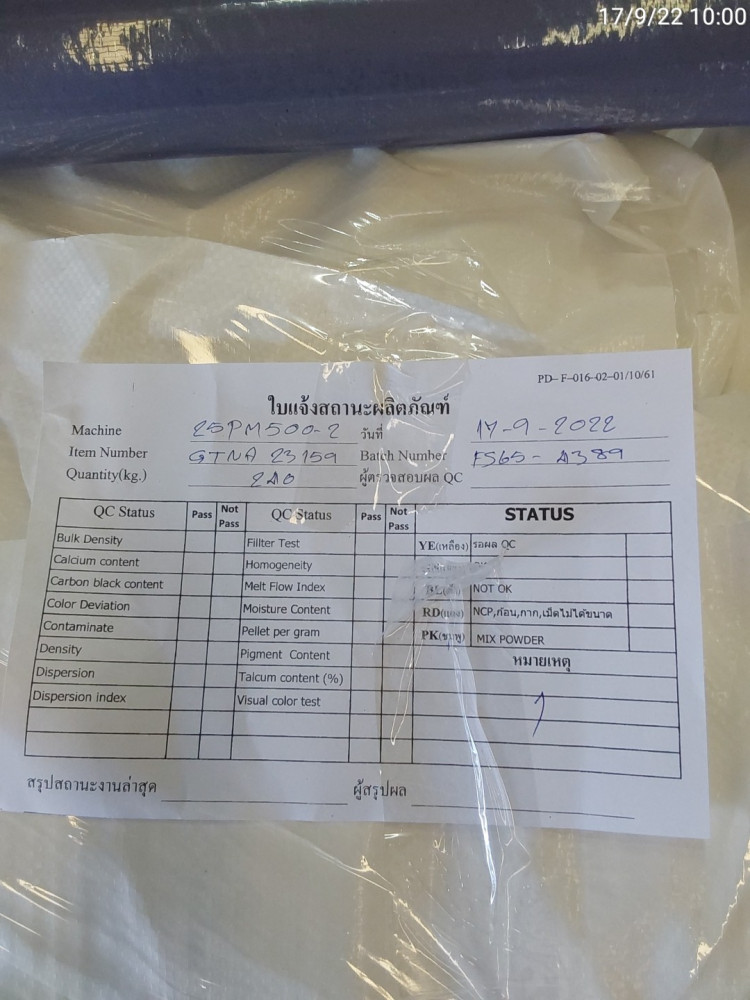 17/9/22 10:00
PD-F-016-02-01/10/61
ใบแจ้งสถานะผลิตภัณฑ์
Machine 25PM500-2 วันที่ 17-9-2022
Item Number GTNA 23159 Batch Number FS65-A389
Quantity(kg.) 240 ผู้ตรวจสอบผล QC
QC Status Pass Not Pass QC Status Pass Not Pass STATUS
Bulk Density Fillter Test YE(เหลือง) รอผล QC
Calcium content Homogeneity
Carbon black content Melt Flow Index NOT OK
Color Deviation Moisture Content RD(แดง) NCP,ก้อน,กาก,เม็ดไม่ได้ขนาด
Contaminate Pellet per gram PK(ชมพู) MIX POWDER
Density Pigment Content หมายเหตุ
Dispersion Talcum content (%)
Dispersion index Visual color test 1
สรุปสถานะงานล่าสุด ผู้สรุปผล